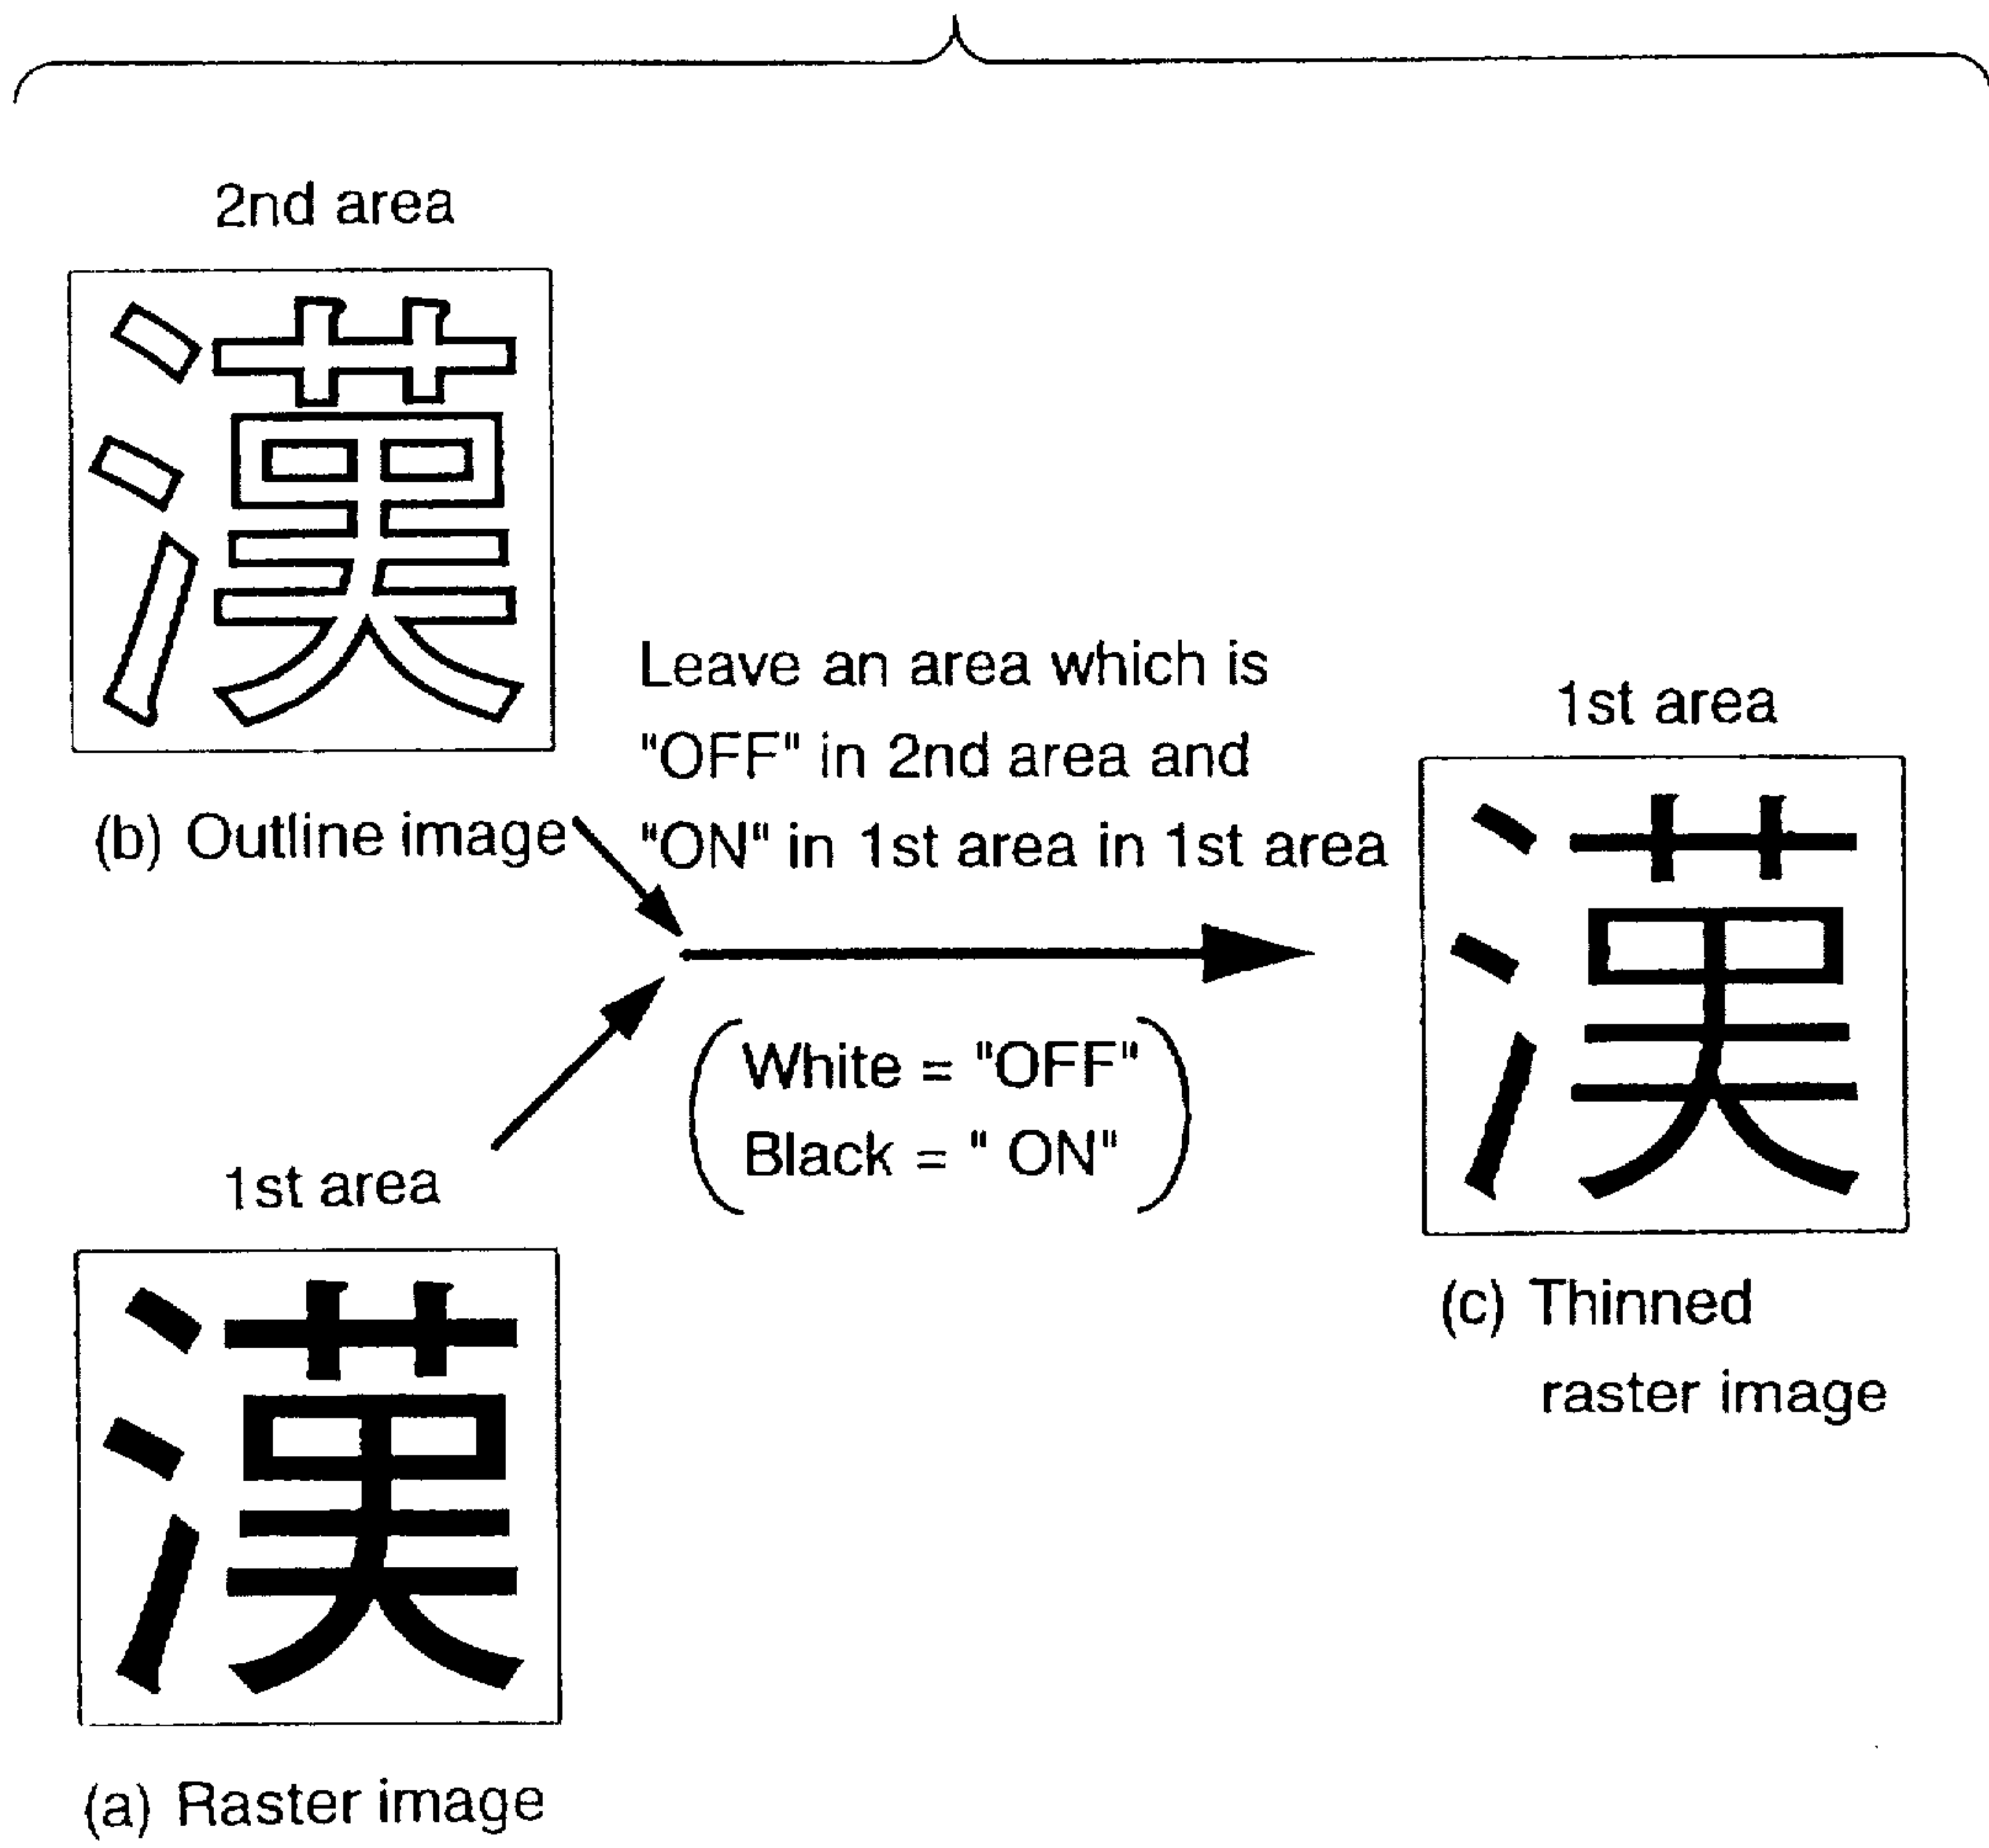 2nd area
漢
(b) Outline image
Leave an area which is
"OFF" in 2nd area and
"ON" in 1st area in 1st area
White = "OFF"
Black = " ON"
1st area
漢
(a) Raster image
1st area
漢
(c) Thinned
raster image